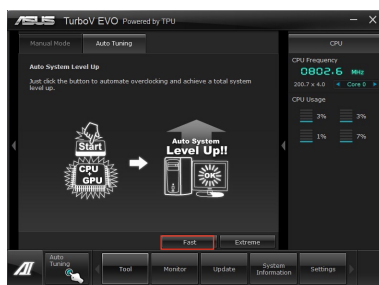 ASUS TurboV EVO Powered by TPU
Manual Mode Auto Tuning
CPU
Auto System Level Up
Just click the button to automate overclocking and achieve a total system
level up.
CPU Frequency
0802.6 MHz
200.7 x 4.0 Core 0
CPU Usage
3% 3%
1% 7%
Start
CPU
GPU
Auto System
Level Up!!
OK
Fast Extreme
Auto
Tuning
Tool Monitor Update System
Information Settings